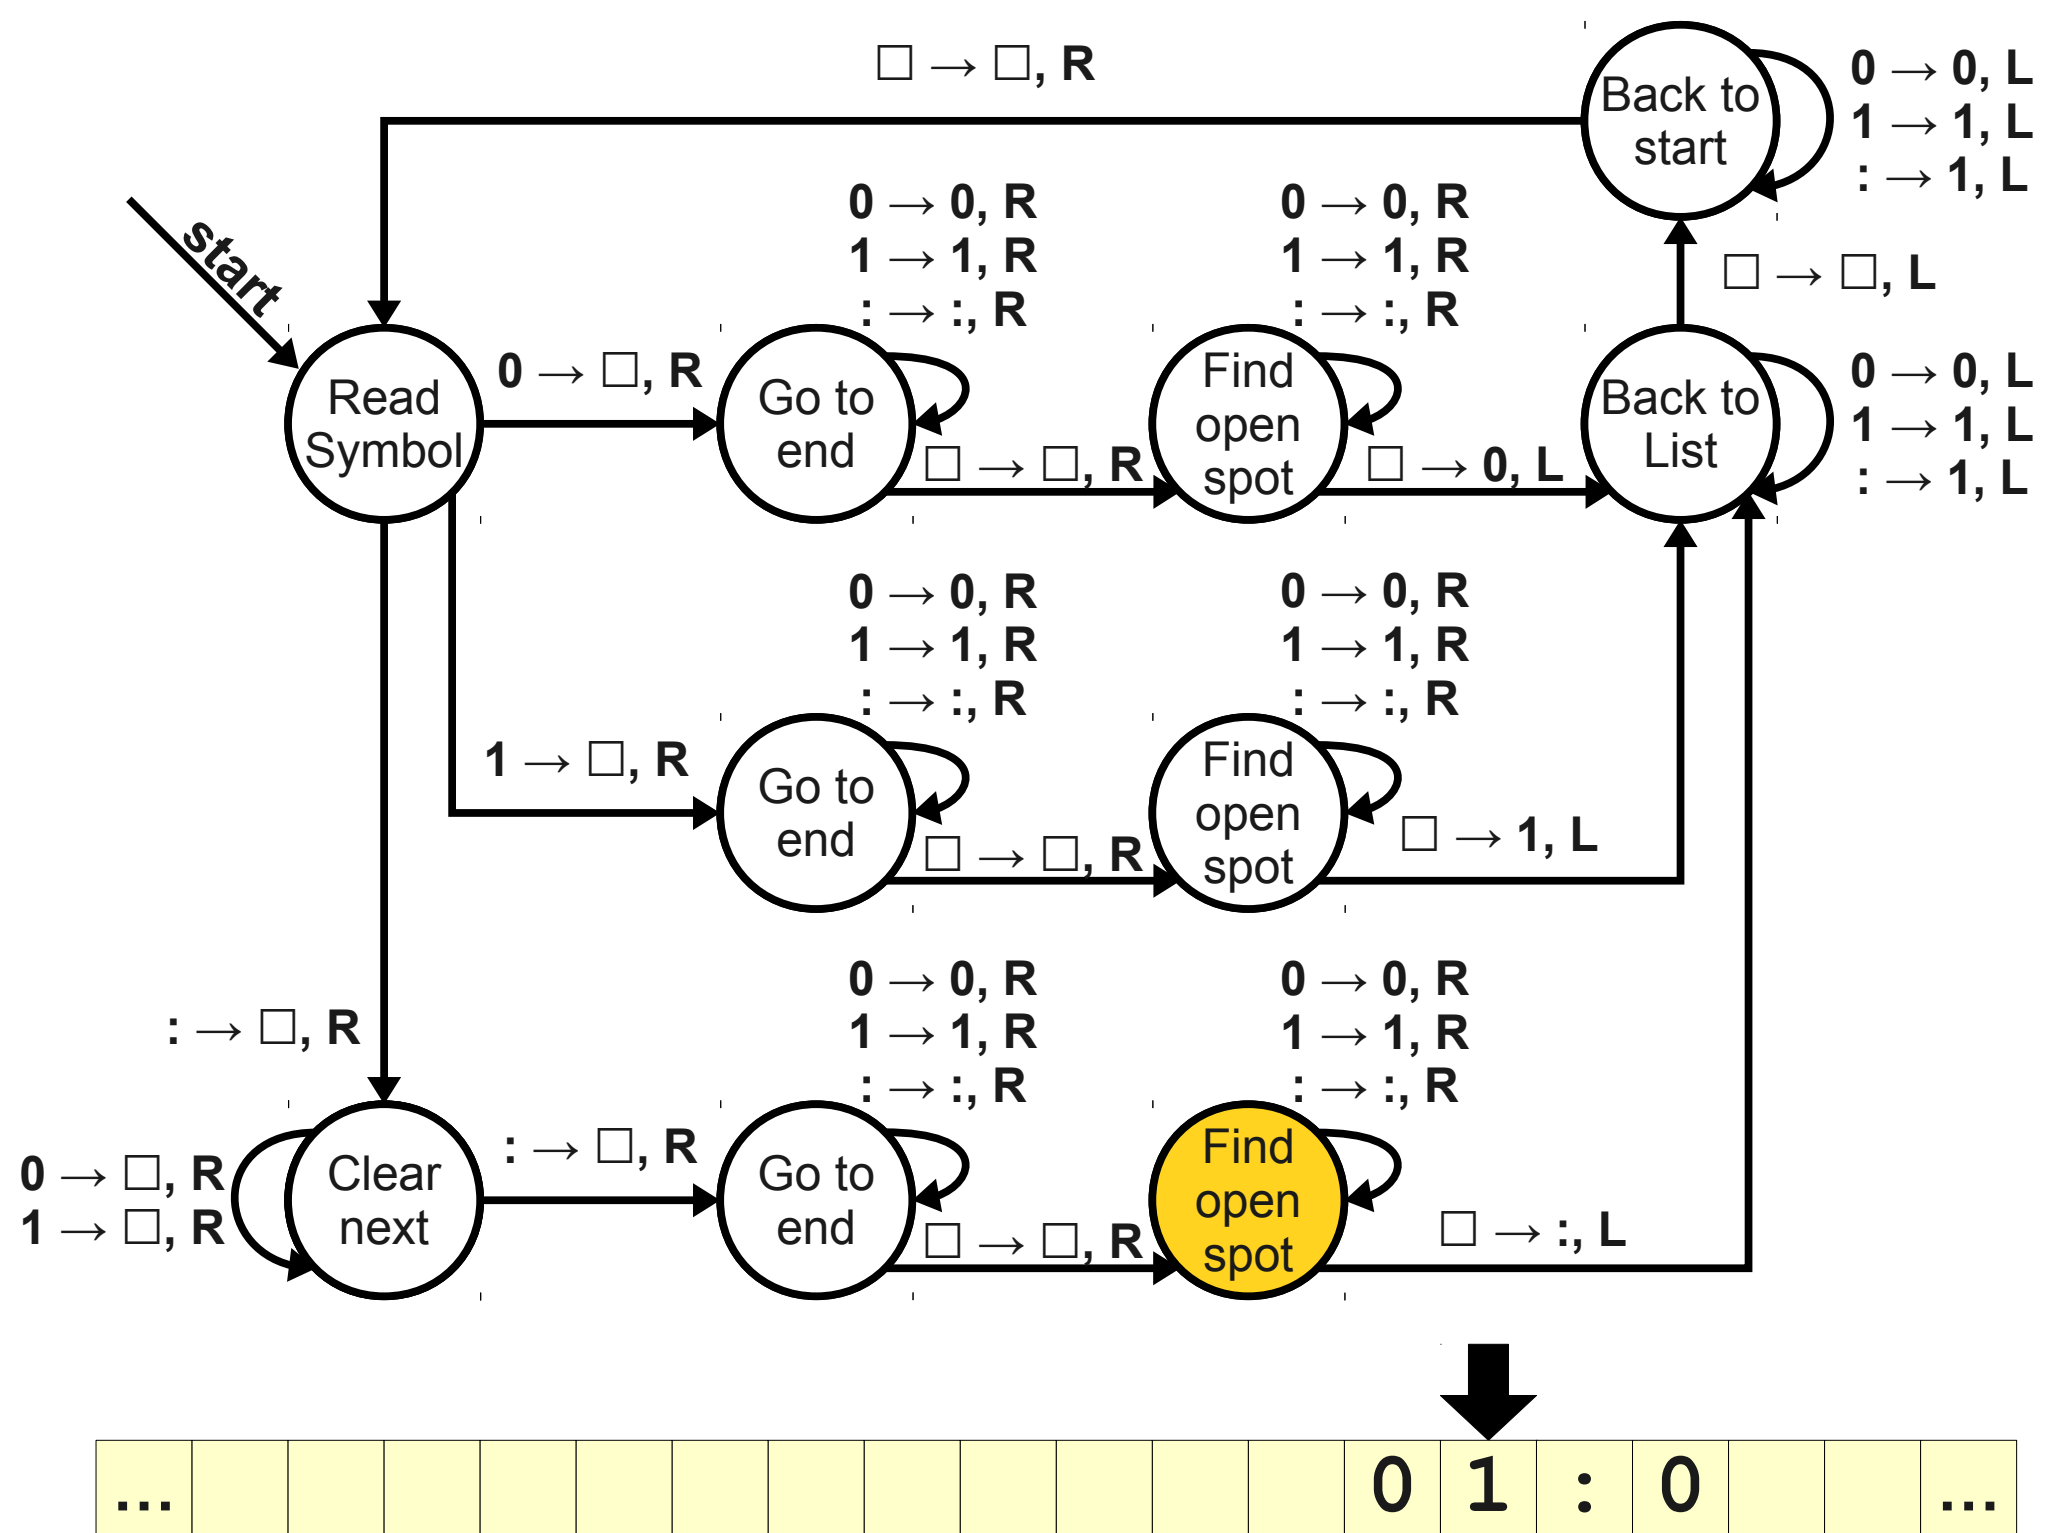 □ → □, R
Back to
start
0 → 0, L
1 → 1, L
: → 1, L
start
0 → 0, R
1 → 1, R
: → :, R
0 → 0, R
1 → 1, R
: → :, R
□ → □, L
Read
Symbol
0 → □, R
Go to
end
□ → □, R
Find
open
spot
□ → 0, L
Back to
List
0 → 0, L
1 → 1, L
: → 1, L
0 → 0, R
1 → 1, R
: → :, R
0 → 0, R
1 → 1, R
: → :, R
1 → □, R
Go to
end
□ → □, R
Find
open
spot
□ → 1, L
0 → 0, R
1 → 1, R
: → :, R
0 → 0, R
1 → 1, R
: → :, R
: → □, R
0 → □, R
1 → □, R
Clear
next
: → □, R
Go to
end
□ → □, R
Find
open
spot
□ → :, L
... 0 1 : 0 ...